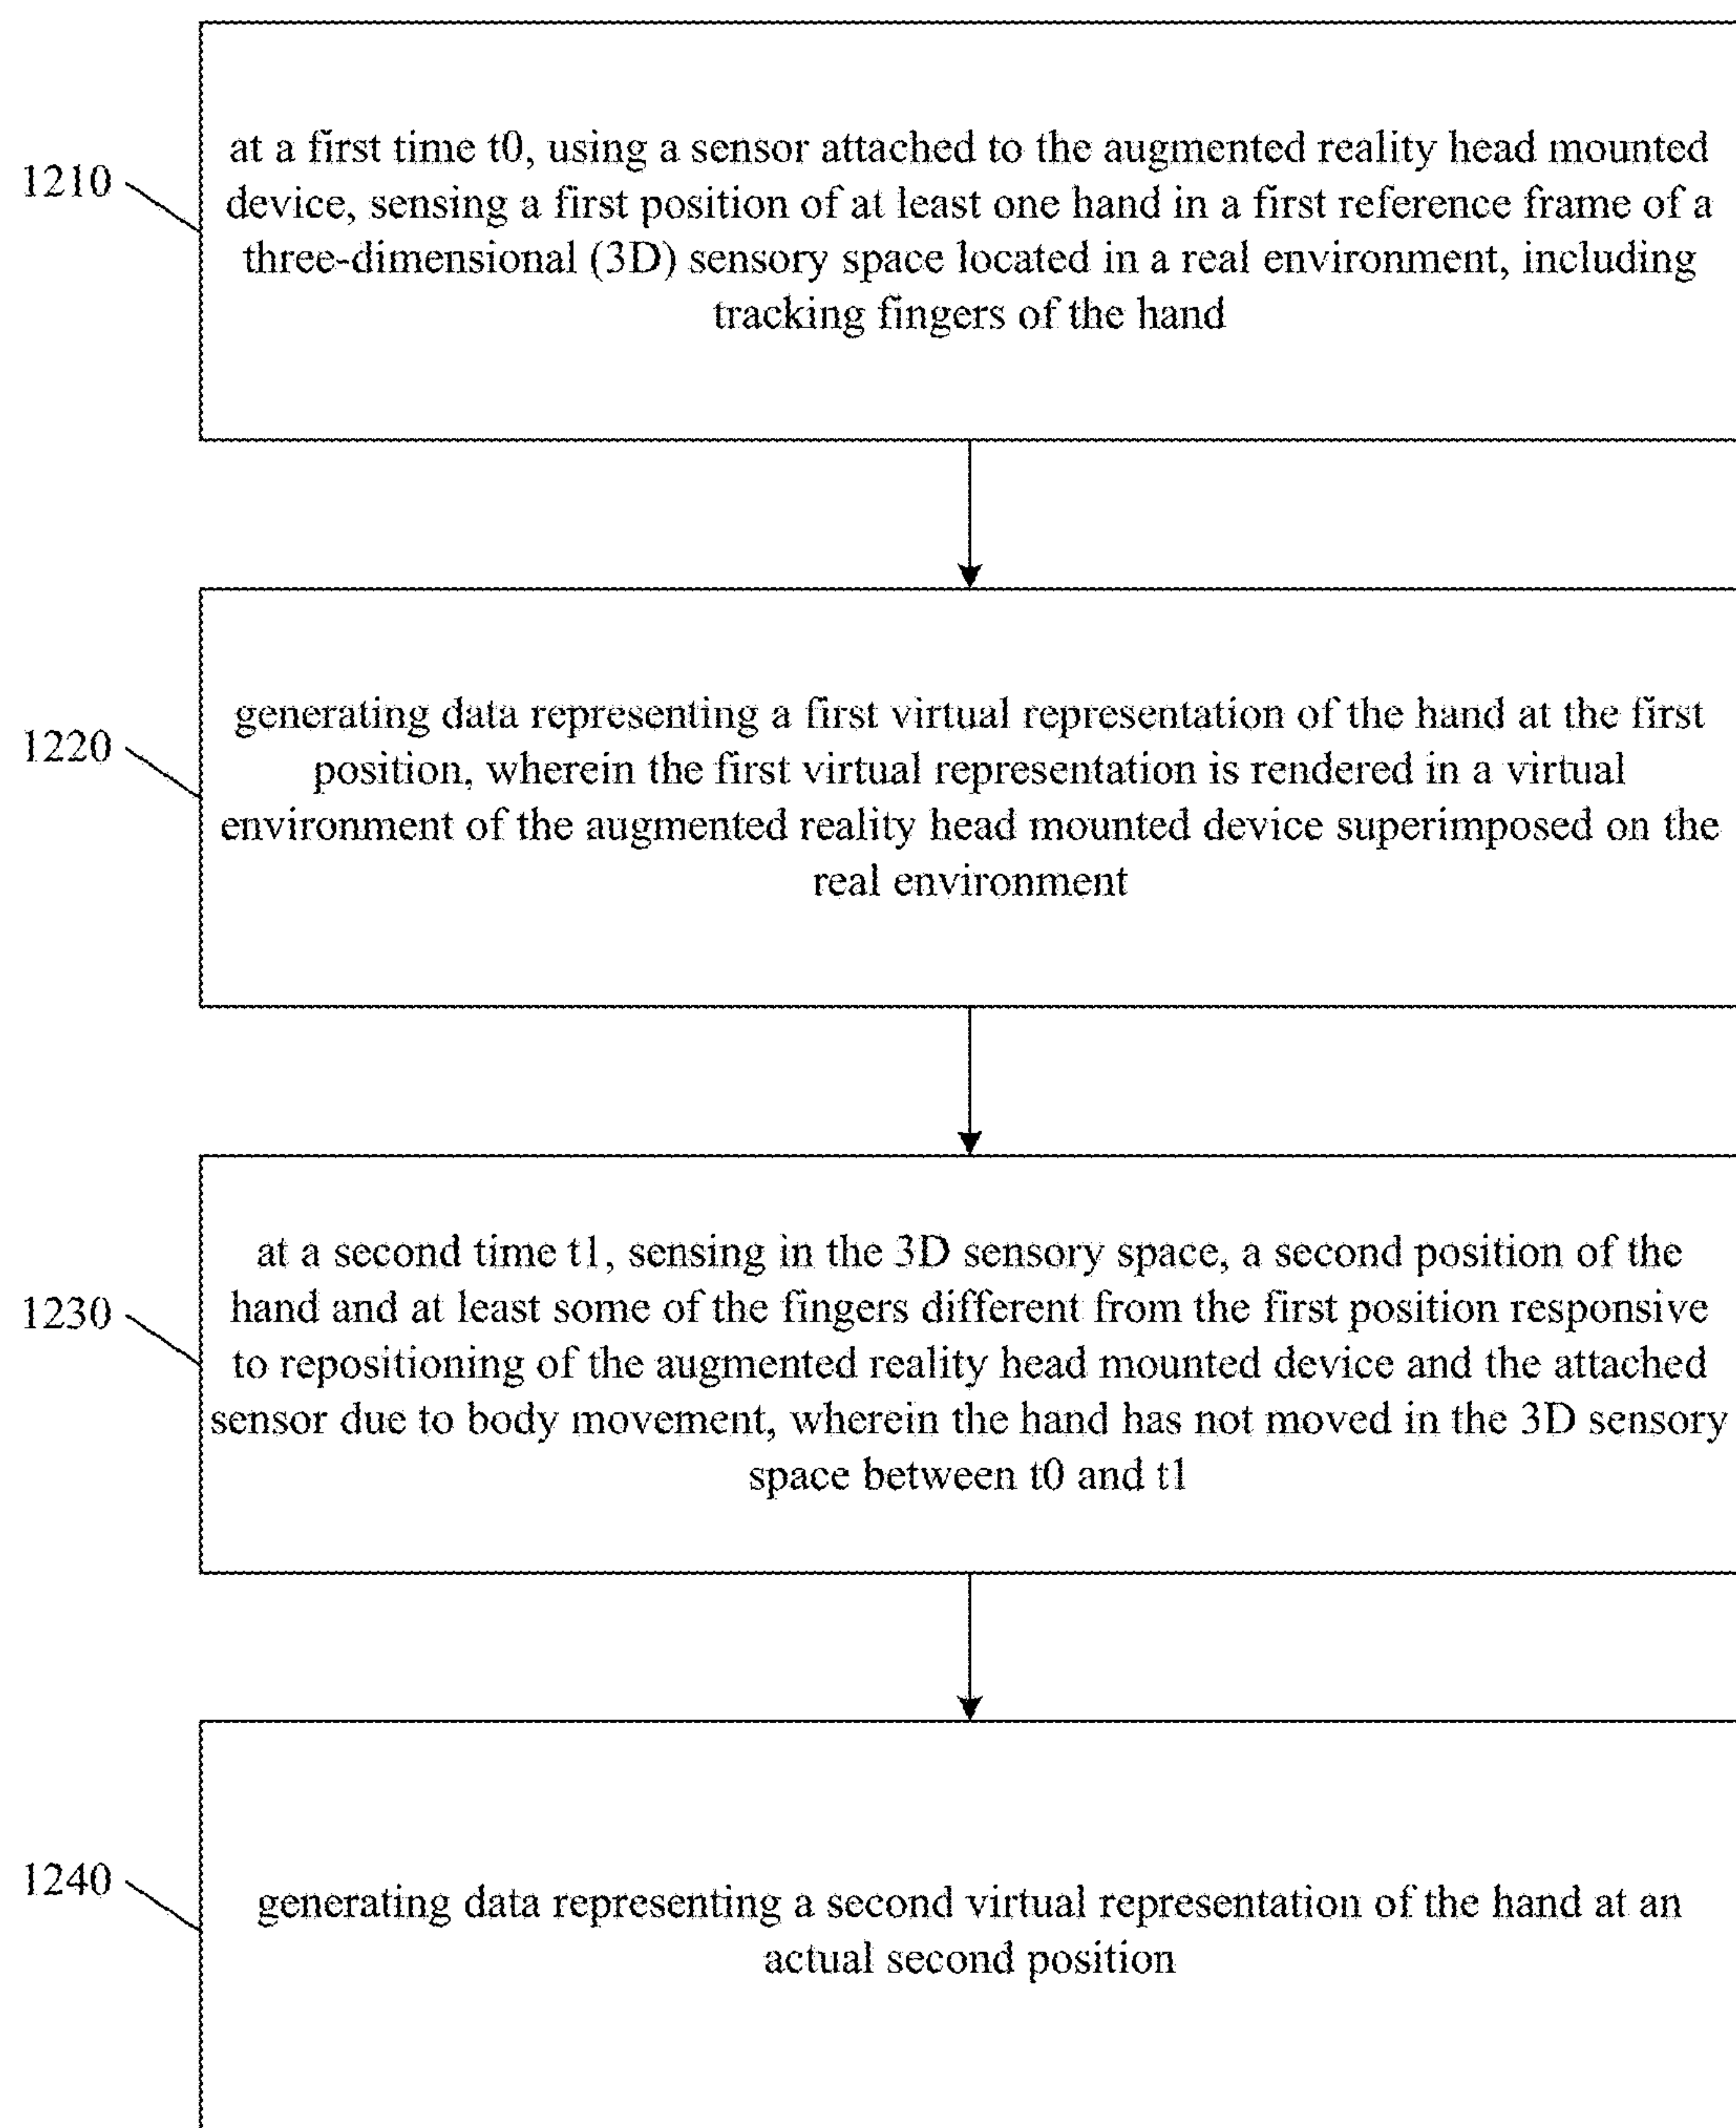 at a first time t0, using a sensor attached to the augmented reality head mounted
device, sensing a first position of at least one hand in a first reference frame of a
three-dimensional (3D) sensory space located in a real environment, including
tracking fingers of the hand
1210
generating data representing a first virtual representation of the hand at the first
position, wherein the first virtual representation is rendered in a virtual
environment of the augmented reality head mounted device superimposed on the
real environment
1220
at a second time t1, sensing in the 3D sensory space, a second position of the
hand and at least some of the fingers different from the first position responsive
to repositioning of the augmented reality head mounted device and the attached
sensor due to body movement, wherein the hand has not moved in the 3D sensory
space between t0 and t1
1230
generating data representing a second virtual representation of the hand at an
actual second position
1240